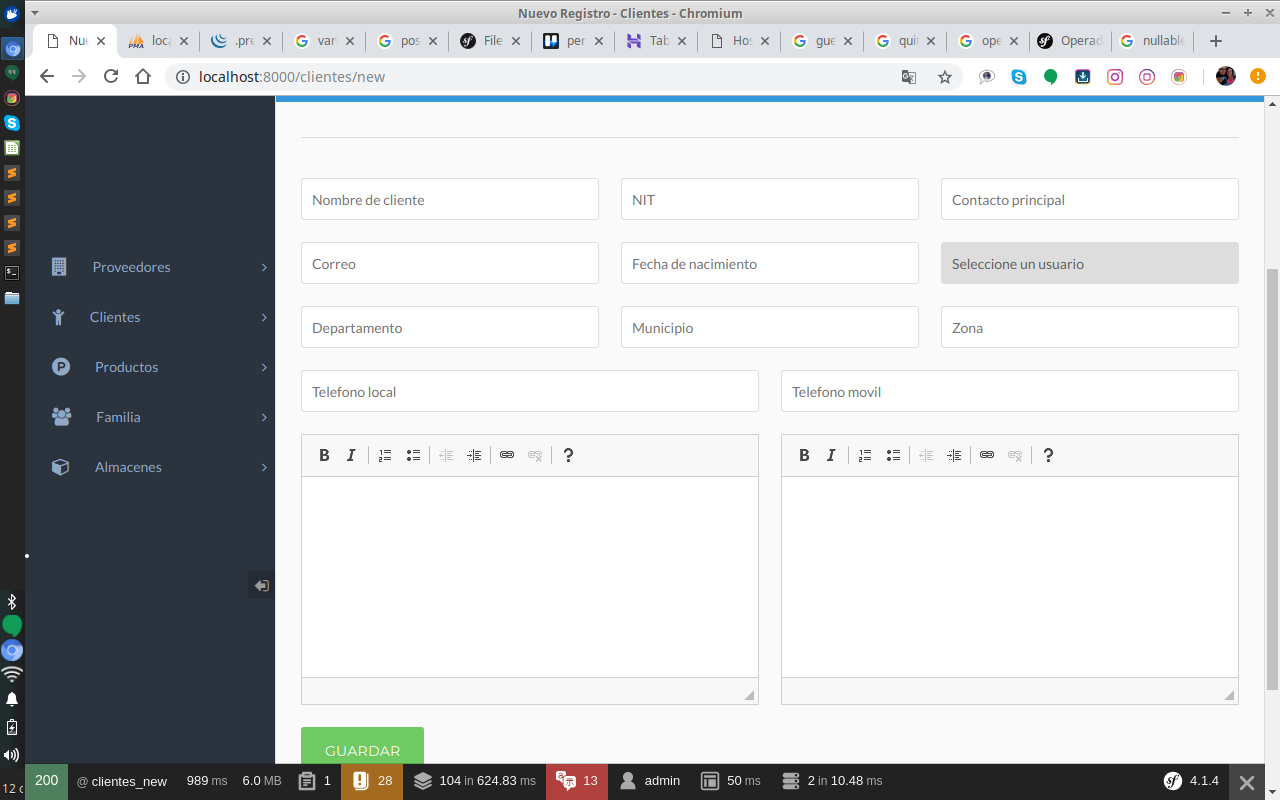 Nuevo Registro - Clientes - Chromium
Nue loca .pre vari pos File per Tab Hos gue quit ope Operad nullable
localhost:8000/clientes/new
Nombre de cliente NIT Contacto principal
Correo Fecha de nacimiento Seleccione un usuario
Departamento Municipio Zona
Telefono local Telefono movil
Proveedores
Clientes
Productos
Familia
Almacenes
B I ? B I ?
GUARDAR
200 @ clientes_new 989 ms 6.0 MB 1 28 104 in 624.83 ms 13 admin 50 ms 2 in 10.48 ms 4.1.4
12